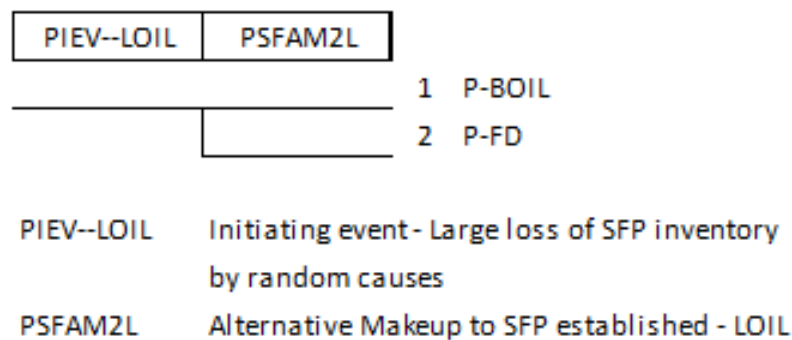 PIEV--LOIL PSFAM2L
1 P-BOIL
2 P-FD
PIEV--LOIL Initiating event - Large loss of SFP inventory
by random causes
PSFAM2L Alternative Makeup to SFP established - LOIL